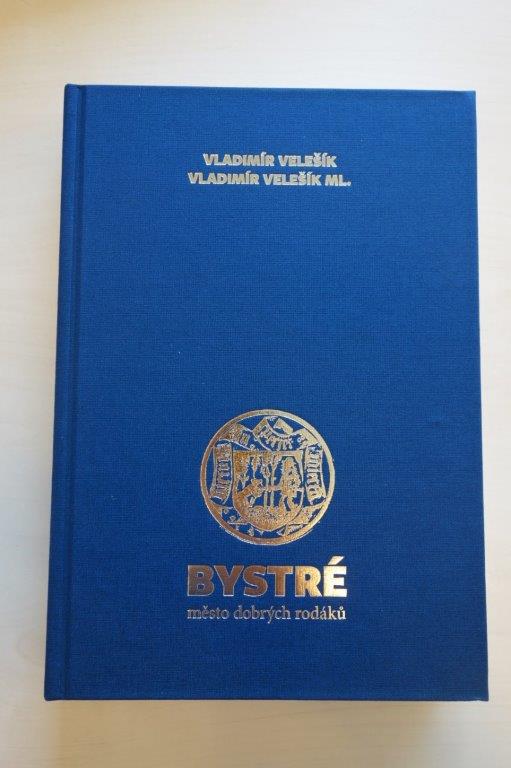 VLADIMÍR VELEŠÍK
VLADIMÍR VELEŠÍK ML.
BYSTRÉ
město dobrých rodáků